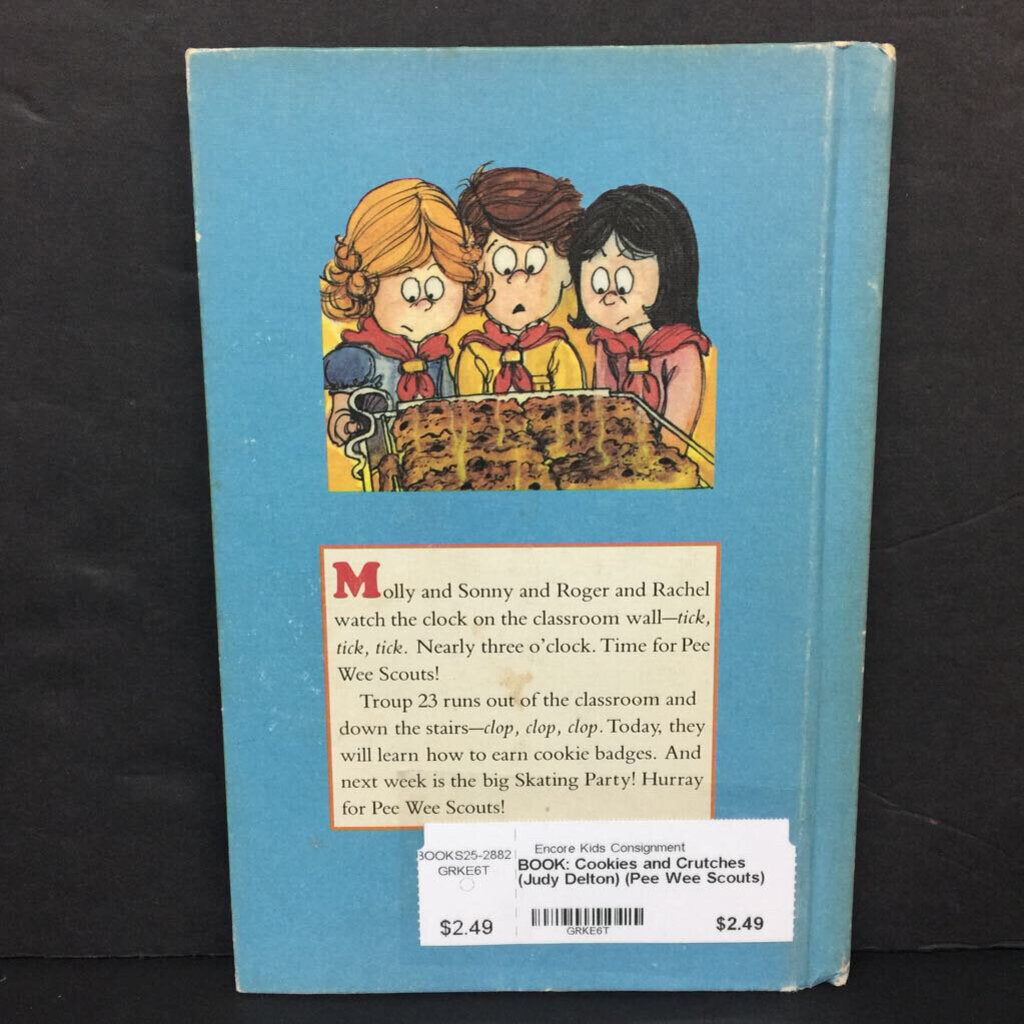 Molly and Sonny and Roger and Rachel
watch the clock on the classroom wall—tick,
tick, tick. Nearly three o'clock. Time for Pee
Wee Scouts!
Troup 23 runs out of the classroom and
down the stairs—clop, clop, clop. Today, they
will learn how to earn cookie badges. And
next week is the big Skating Party! Hurray
for Pee Wee Scouts!
BOOKS25-2882
GRKE6T
$2.49
Encore Kids Consignment
BOOK: Cookies and Crutches
(Judy Delton) (Pee Wee Scouts)
GRKE6T
$2.49